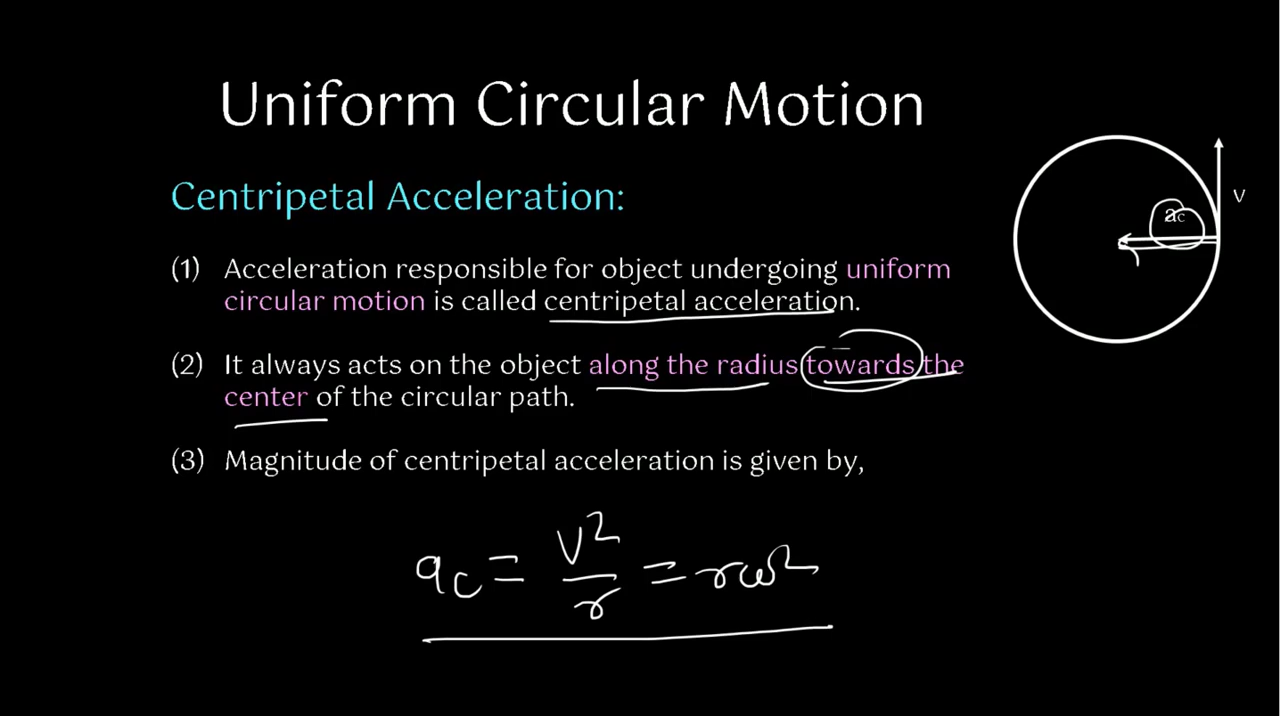 Uniform Circular Motion
Centripetal Acceleration:
(1) Acceleration responsible for object undergoing uniform
circular motion is called centripetal acceleration.
(2) It always acts on the object along the radius towards the
center of the circular path.
(3) Magnitude of centripetal acceleration is given by,
a_c = v²/r = rω²
V
a_c